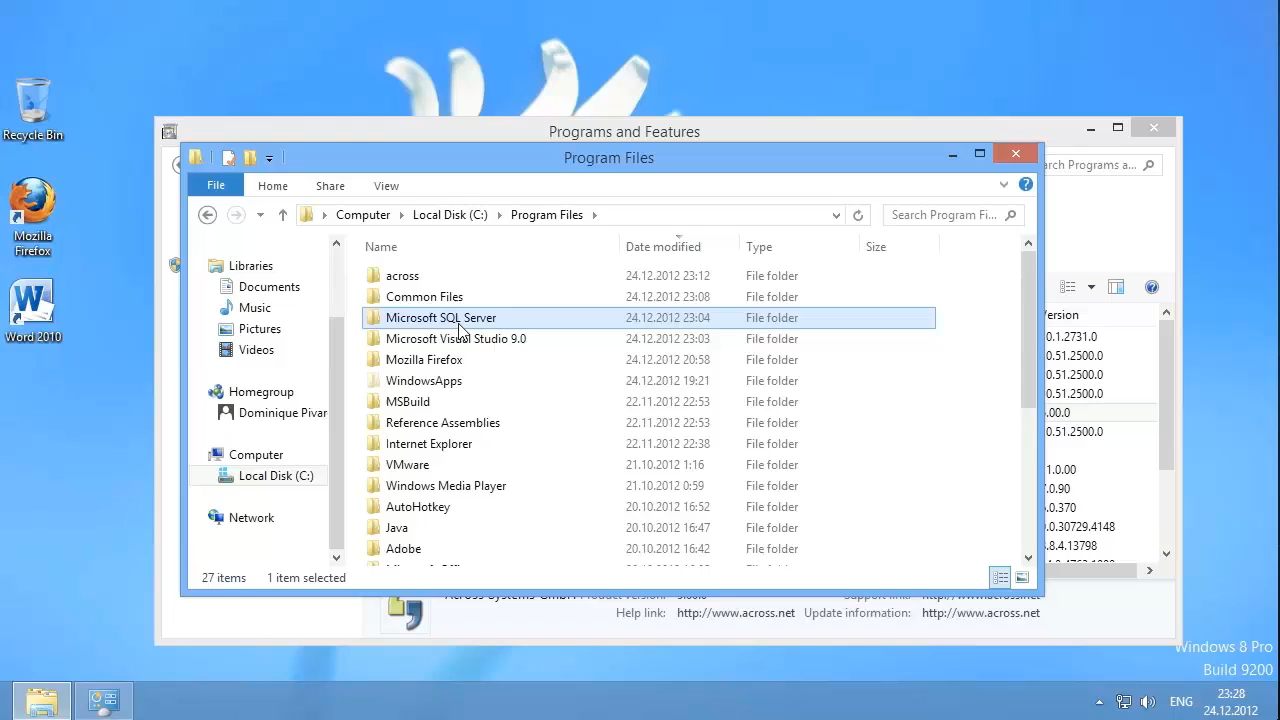 Recycle Bin
Mozilla
Firefox
Word 2010
Programs and Features
Program Files
File
Home
Share
View
Computer
Local Disk (C:)
Program Files
Search Program Fi...
rch Programs a...
Name
Date modified
Type
Size
Libraries
Documents
Music
Pictures
Videos
Homegroup
Dominique Pivar
Computer
Local Disk (C:)
Network
across 24.12.2012 23:12 File folder
Common Files 24.12.2012 23:08 File folder
Microsoft SQL Server 24.12.2012 23:04 File folder
Microsoft Visual Studio 9.0 24.12.2012 23:03 File folder
Mozilla Firefox 24.12.2012 20:58 File folder
WindowsApps 24.12.2012 19:21 File folder
MSBuild 22.11.2012 22:53 File folder
Reference Assemblies 22.11.2012 22:53 File folder
Internet Explorer 22.11.2012 22:38 File folder
VMware 21.10.2012 1:16 File folder
Windows Media Player 21.10.2012 0:59 File folder
AutoHotkey 20.10.2012 16:52 File folder
Java 20.10.2012 16:47 File folder
Adobe 20.10.2012 16:42 File folder
27 items
1 item selected
ersion
.1.2731.0
0.51.2500.0
0.51.2500.0
0.51.2500.0
.00.0
0.51.2500.0
.1.0.00
7.0.90
.0.370
.0.30729.4148
.8.4.13798
Help link: http://www.across.net
Update information: http://www.across.net
Windows 8 Pro
Build 9200
ENG
23:28
24.12.2012